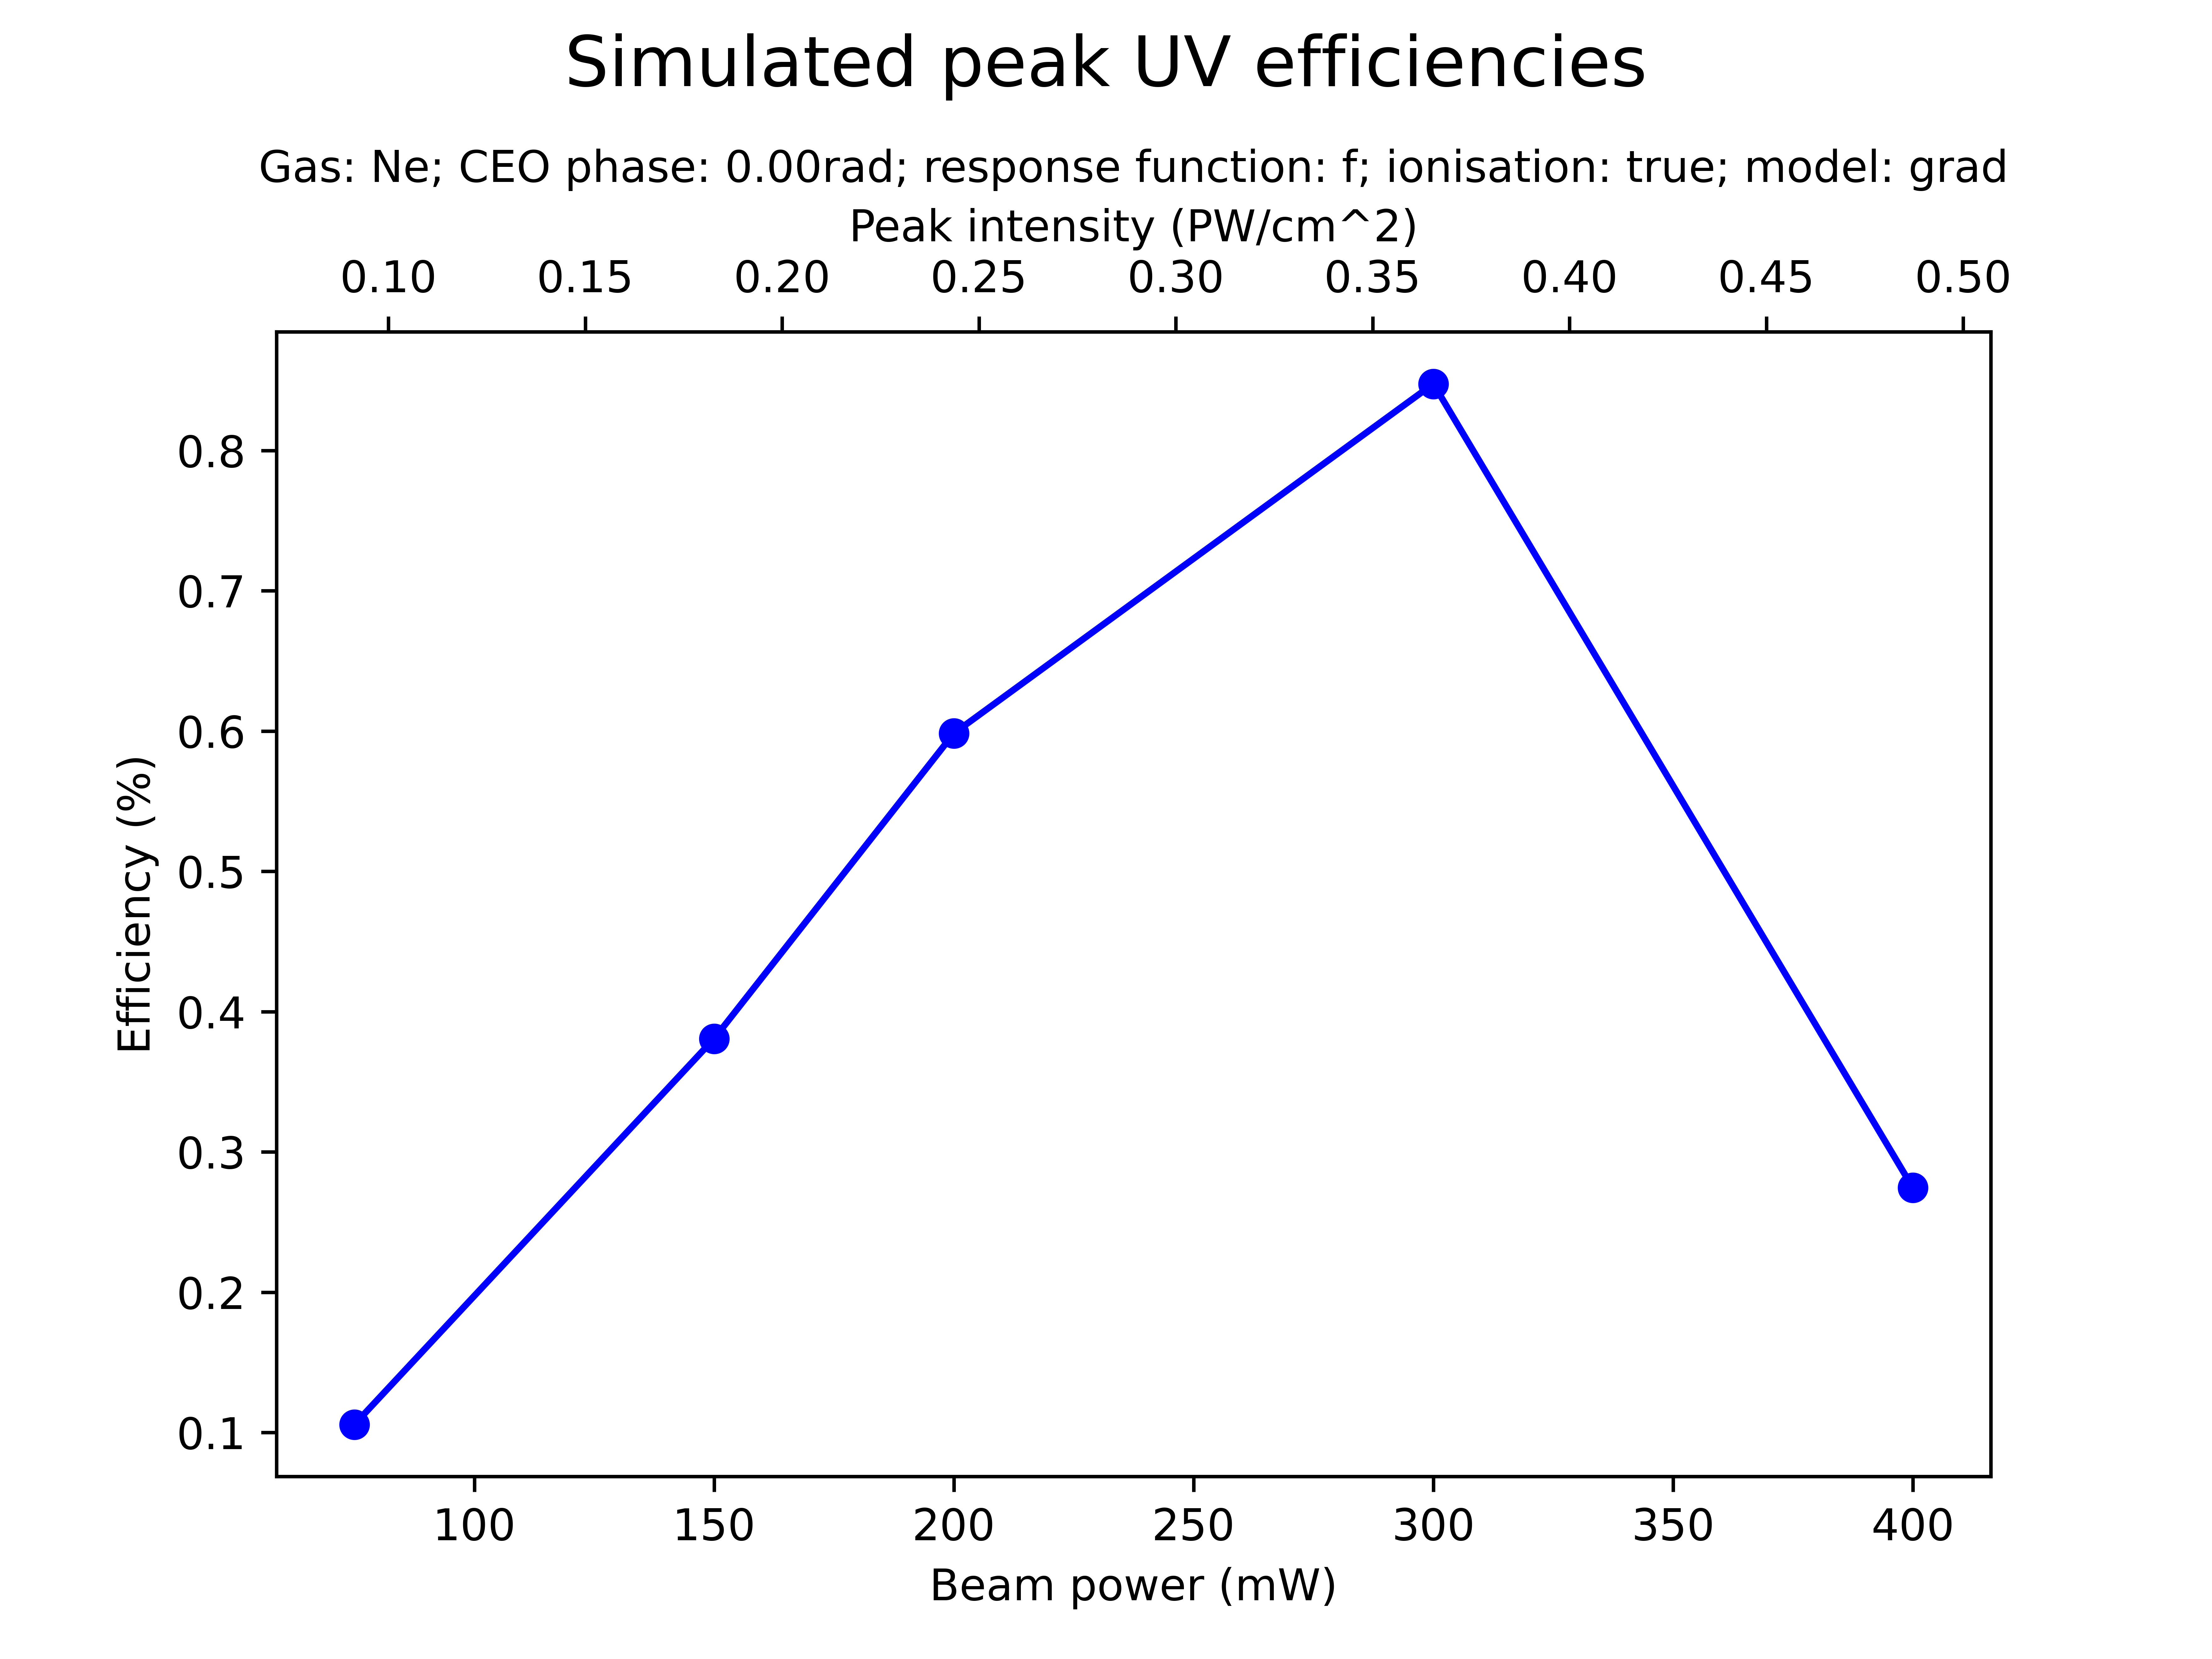 Simulated peak UV efficiencies
Gas: Ne; CEO phase: 0.00rad; response function: f; ionisation: true; model: grad
Peak intensity (PW/cm^2)
0.10 0.15 0.20 0.25 0.30 0.35 0.40 0.45 0.50
0.8
0.7
0.6
0.5
0.4
0.3
0.2
0.1
Efficiency (%)
100 150 200 250 300 350 400
Beam power (mW)